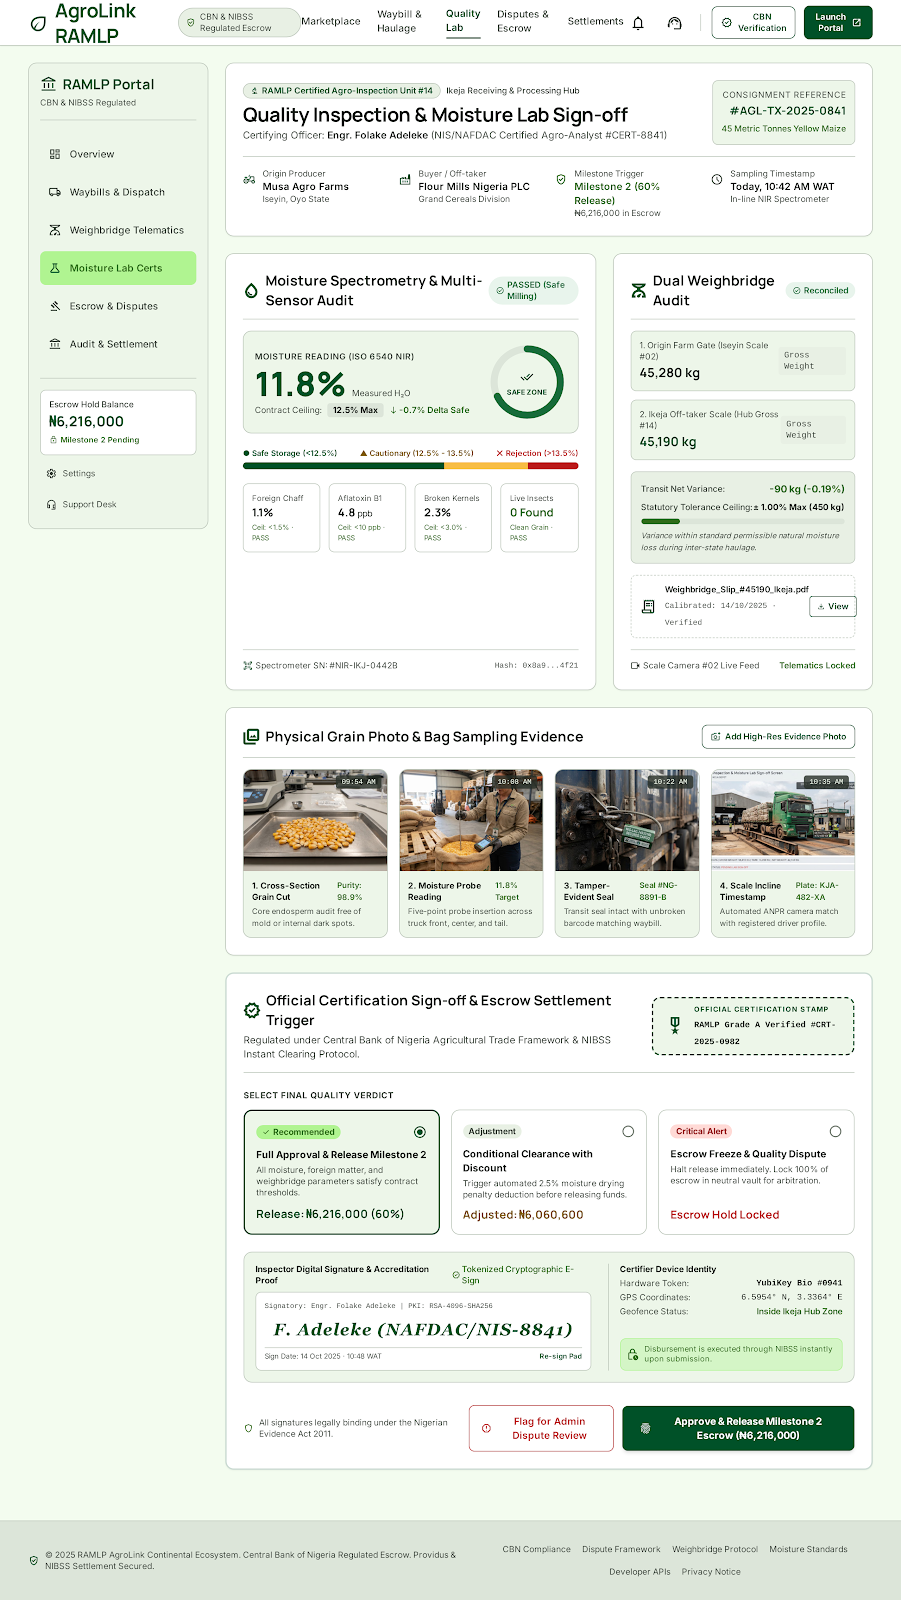 AgroLink
RAMLP
CBN & NIBSS
Regulated Escrow
Marketplace
Waybill &
Haulage
Quality
Lab
Disputes &
Escrow
Settlements
CBN
Verification
Launch
Portal
RAMLP Portal
CBN & NIBSS Regulated
Overview
Waybills & Dispatch
Weighbridge Telematics
Moisture Lab Certs
Escrow & Disputes
Audit & Settlement
Escrow Hold Balance
₦6,216,000
Milestone 2 Pending
Settings
Support Desk
RAMLP Certified Agro-Inspection Unit #14
Ikeja Receiving & Processing Hub
Quality Inspection & Moisture Lab Sign-off
Certifying Officer: Engr. Folake Adeleke (NIS/NAFDAC Certified Agro-Analyst #CERT-8841)
CONSIGNMENT REFERENCE
#AGL-TX-2025-0841
45 Metric Tonnes Yellow Maize
Origin Producer
Musa Agro Farms
Iseyin, Oyo State
Buyer / Off-taker
Flour Mills Nigeria PLC
Grand Cereals Division
Milestone Trigger
Milestone 2 (60%
Release)
₦6,216,000 in Escrow
Sampling Timestamp
Today, 10:42 AM WAT
In-line NIR Spectrometer
Moisture Spectrometry & Multi-
Sensor Audit
PASSED (Safe
Milling)
MOISTURE READING (ISO 6540 NIR)
11.8% Measured H₂O
Contract Ceiling: 12.5% Max ↓ -0.7% Delta Safe
SAFE ZONE
Safe Storage (<12.5%)
Cautionary (12.5% - 13.5%)
Rejection (>13.5%)
Foreign Chaff
1.1%
Ceil: <1.5% ·
PASS
Aflatoxin B1
4.8 ppb
Ceil: <10 ppb ·
PASS
Broken Kernels
2.3%
Ceil: <3.0% ·
PASS
Live Insects
0 Found
Clean Grain ·
PASS
Spectrometer SN: #NIR-IKJ-0442B
Hash: 0x8a9...4f21
Dual Weighbridge
Audit
Reconciled
1. Origin Farm Gate (Iseyin Scale
#02)
45,280 kg
Gross
Weight
2. Ikeja Off-taker Scale (Hub Gross
#14)
45,190 kg
Gross
Weight
Transit Net Variance: -90 kg (-0.19%)
Statutory Tolerance Ceiling: ± 1.00% Max (450 kg)
Variance within standard permissible natural moisture
loss during inter-state haulage.
Weighbridge_Slip_#45190_Ikeja.pdf
Calibrated: 14/10/2025 ·
Verified
View
Scale Camera #02 Live Feed
Telematics Locked
Physical Grain Photo & Bag Sampling Evidence
Add High-Res Evidence Photo
09:54 AM
1. Cross-Section
Grain Cut
Purity:
98.9%
Core endosperm audit free of
mold or internal dark spots.
10:08 AM
2. Moisture Probe
Reading
11.8%
Target
Five-point probe insertion across
truck front, center, and tail.
10:22 AM
3. Tamper-
Evident Seal
Seal #NG-
8891-B
Transit seal intact with unbroken
barcode matching waybill.
10:35 AM
4. Scale Incline
Timestamp
Plate: KJA-
482-XA
Automated ANPR camera match
with registered driver profile.
Official Certification Sign-off & Escrow Settlement
Trigger
Regulated under Central Bank of Nigeria Agricultural Trade Framework & NIBSS
Instant Clearing Protocol.
OFFICIAL CERTIFICATION STAMP
RAMLP Grade A Verified #CRT-
2025-0982
SELECT FINAL QUALITY VERDICT
Recommended
Full Approval & Release Milestone 2
All moisture, foreign matter, and
weighbridge parameters satisfy contract
thresholds.
Release: ₦6,216,000 (60%)
Adjustment
Conditional Clearance with
Discount
Trigger automated 2.5% moisture drying
penalty deduction before releasing funds.
Adjusted: ₦6,060,600
Critical Alert
Escrow Freeze & Quality Dispute
Halt release immediately. Lock 100% of
escrow in neutral vault for arbitration.
Escrow Hold Locked
Inspector Digital Signature & Accreditation
Proof
Tokenized Cryptographic E-
Sign
Signatory: Engr. Folake Adeleke | PKI: RSA-4096-SHA256
F. Adeleke (NAFDAC/NIS-8841)
Sign Date: 14 Oct 2025 · 10:48 WAT
Re-sign Pad
Certifier Device Identity
Hardware Token: YubiKey Bio #0941
GPS Coordinates: 6.5954° N, 3.3364° E
Geofence Status: Inside Ikeja Hub Zone
Disbursement is executed through NIBSS instantly
upon submission.
All signatures legally binding under the Nigerian
Evidence Act 2011.
Flag for Admin
Dispute Review
Approve & Release Milestone 2
Escrow (₦6,216,000)
© 2025 RAMLP AgroLink Continental Ecosystem. Central Bank of Nigeria Regulated Escrow. Providus &
NIBSS Settlement Secured.
CBN Compliance
Dispute Framework
Weighbridge Protocol
Moisture Standards
Developer APIs
Privacy Notice